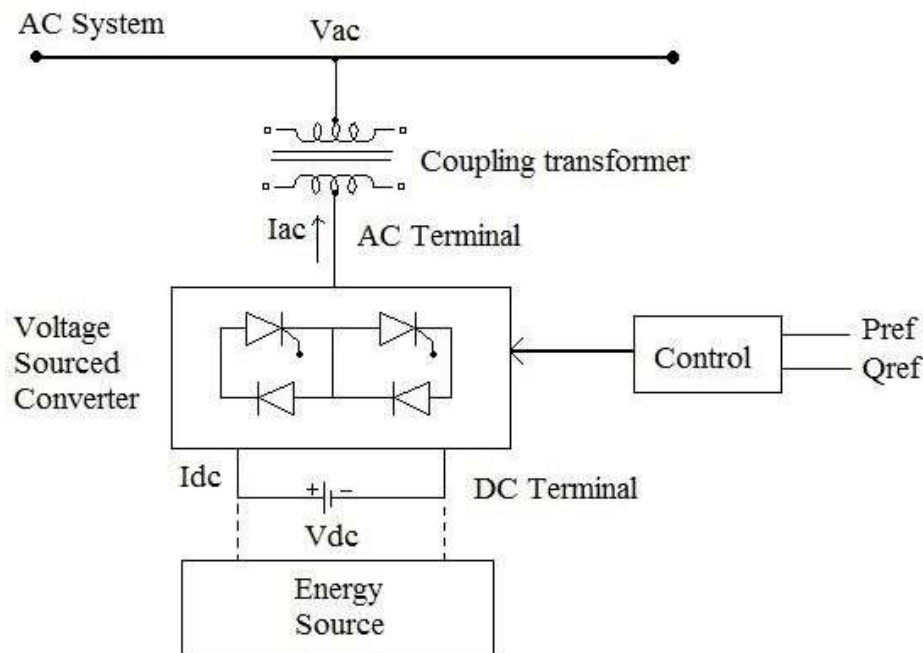 AC System
Vac
Coupling transformer
Iac
AC Terminal
Voltage
Sourced
Converter
Control
Pref
Qref
Idc
+ −
DC Terminal
Vdc
Energy
Source